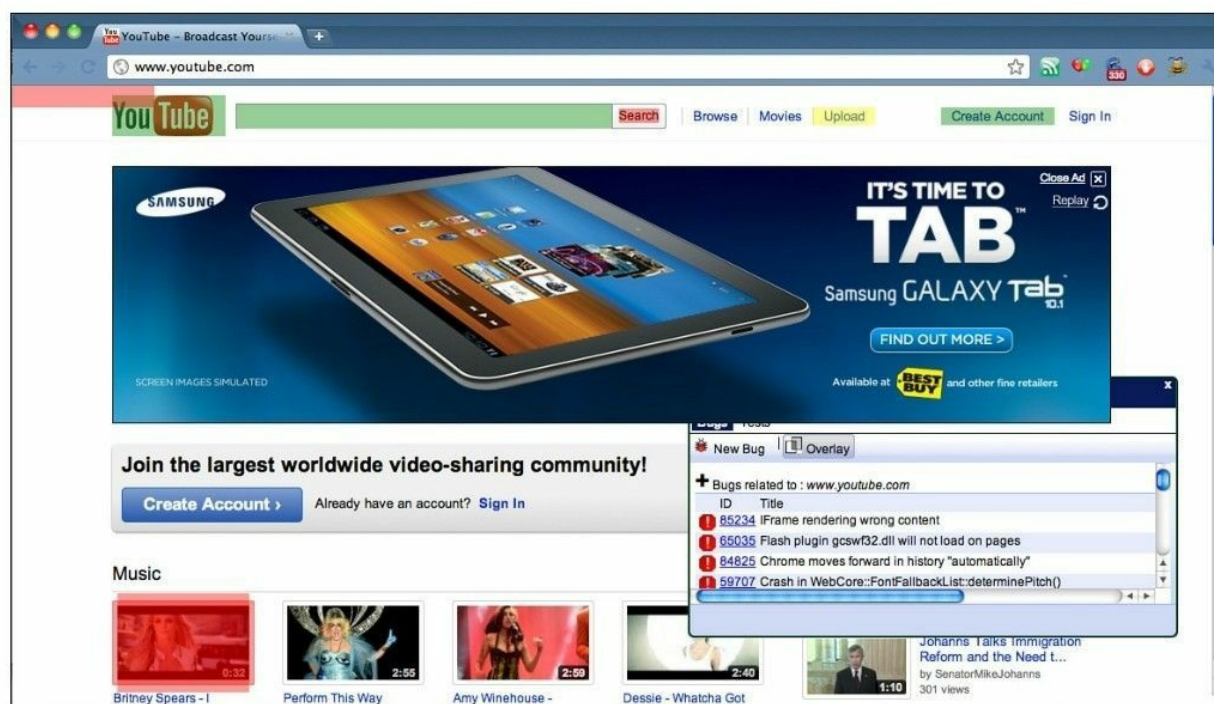 YouTube - Broadcast Yourse
www.youtube.com
330
YouTube
Search
Browse
Movies
Upload
Create Account
Sign In
SAMSUNG
IT'S TIME TO
TAB™
Samsung GALAXY Tab
10.1
Close Ad X
Replay
FIND OUT MORE >
SCREEN IMAGES SIMULATED
Available at BEST BUY and other fine retailers
x
Bugs Tests
New Bug Overlay
Bugs related to : www.youtube.com
ID Title
85234 IFrame rendering wrong content
65035 Flash plugin gcswf32.dll will not load on pages
84825 Chrome moves forward in history "automatically"
59707 Crash in WebCore::FontFallbackList::determinePitch()
Join the largest worldwide video-sharing community!
Create Account ›
Already have an account? Sign In
Music
0:32
2:55
2:59
2:40
1:10
Britney Spears - I
Perform This Way
Amy Winehouse -
Dessie - Whatcha Got
Johanns Talks Immigration
Reform and the Need t...
by SenatorMikeJohanns
301 views